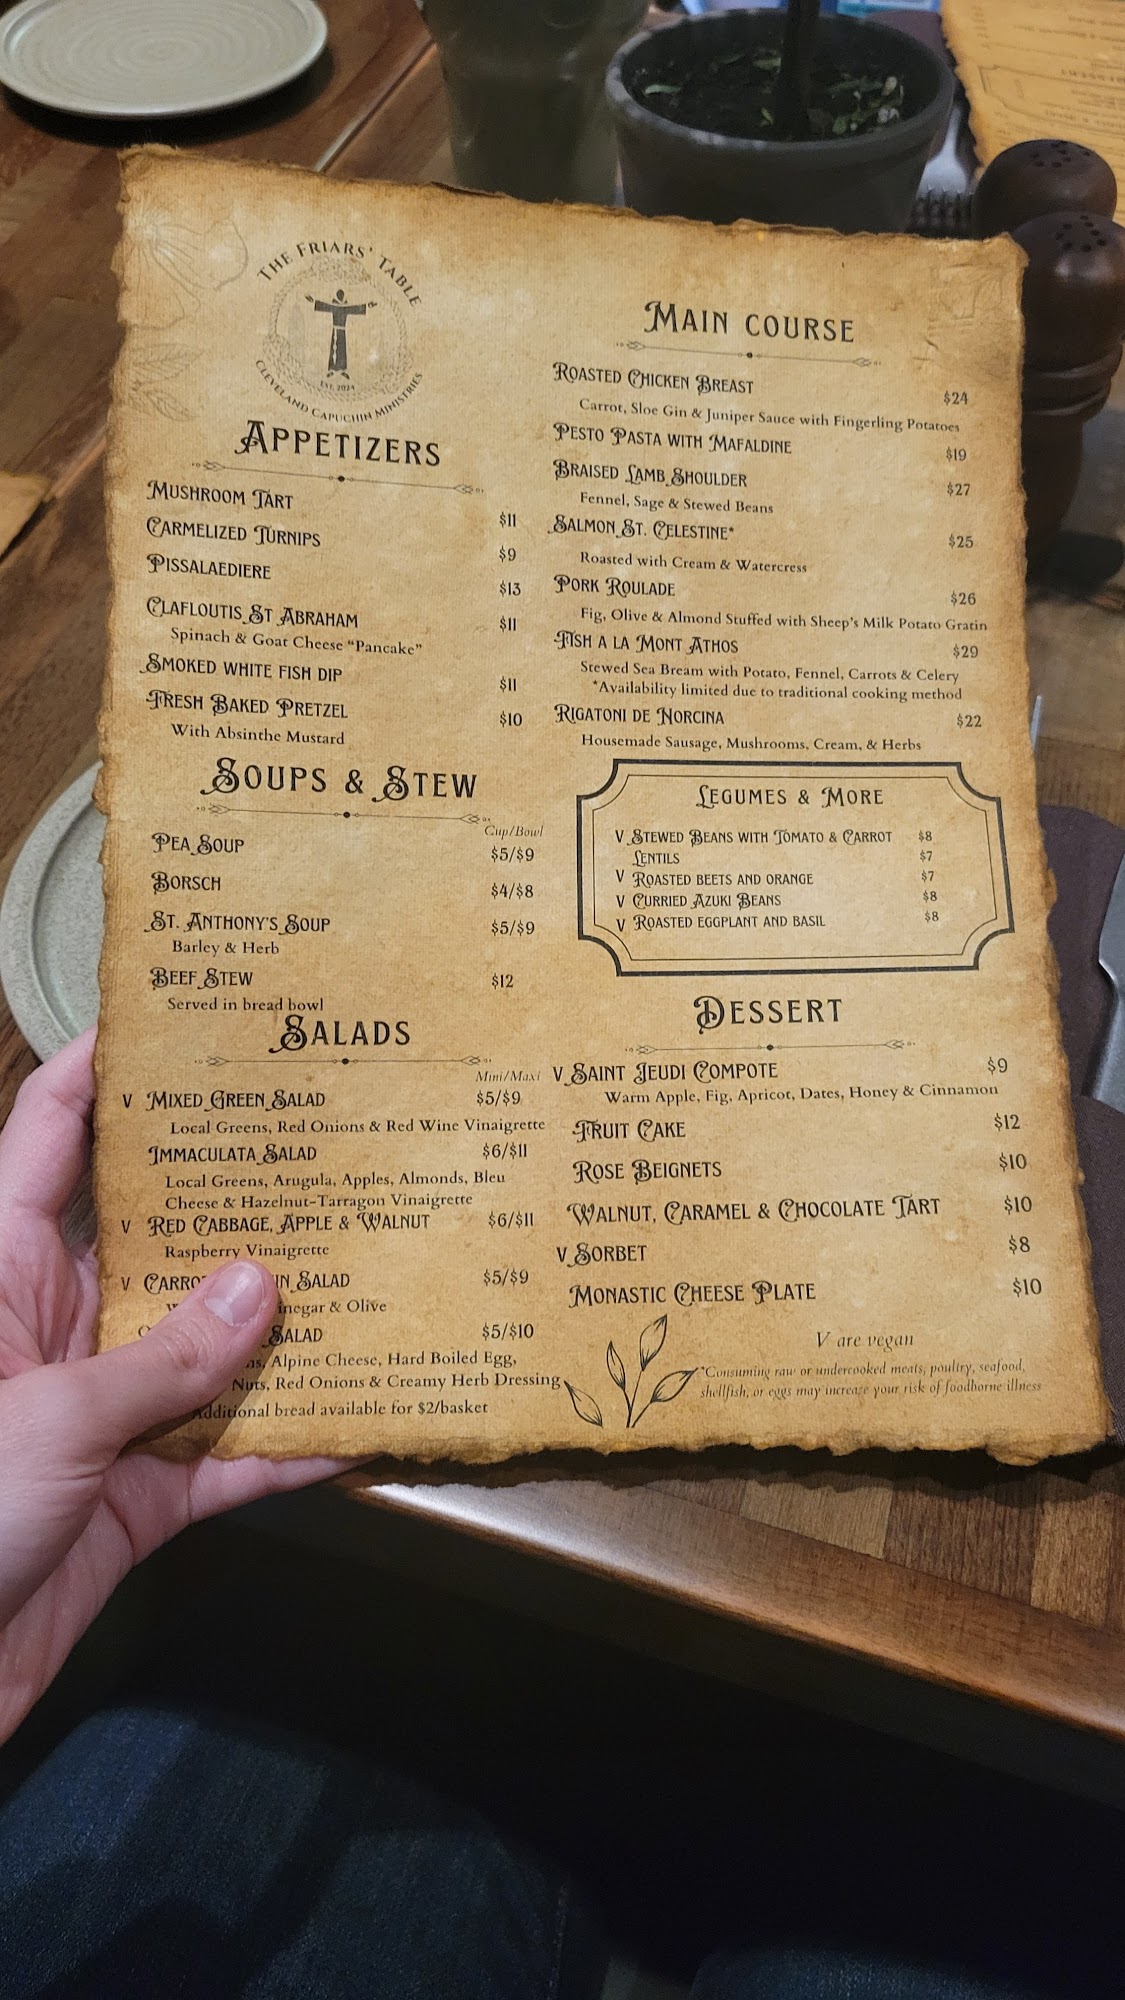 THE FRIARS' TABLE
EST. 2024
CLEVELAND CAPUCHIN MINISTRIES
APPETIZERS
MUSHROOM TART $11
CARMELIZED TURNIPS $9
PISSALAEDIERE $13
CLAFLOUTIS ST ABRAHAM $11
Spinach & Goat Cheese “Pancake”
SMOKED WHITE FISH DIP $11
FRESH BAKED PRETZEL $10
With Absinthe Mustard
SOUPS & STEW
Cup/Bowl
PEA SOUP $5/$9
BORSCH $4/$8
ST. ANTHONY'S SOUP $5/$9
Barley & Herb
BEEF STEW $12
Served in bread bowl
SALADS
Mini/Maxi
V MIXED GREEN SALAD $5/$9
Local Greens, Red Onions & Red Wine Vinaigrette
IMMACULATA SALAD $6/$11
Local Greens, Arugula, Apples, Almonds, Bleu
Cheese & Hazelnut-Tarragon Vinaigrette
V RED CABBAGE, APPLE & WALNUT $6/$11
Raspberry Vinaigrette
V SALAD $5/$9
& Olive
SALAD $5/$10
Alpine Cheese, Hard Boiled Egg,
Nuts, Red Onions & Creamy Herb Dressing
Additional bread available for $2/basket
MAIN COURSE
ROASTED CHICKEN BREAST $24
Carrot, Sloe Gin & Juniper Sauce with Fingerling Potatoes
PESTO PASTA WITH MAFALDINE $19
BRAISED LAMB SHOULDER $27
Fennel, Sage & Stewed Beans
SALMON ST. CELESTINE* $25
Roasted with Cream & Watercress
PORK ROULADE $26
Fig, Olive & Almond Stuffed with Sheep's Milk Potato Gratin
FISH A LA MONT ATHOS $29
Stewed Sea Bream with Potato, Fennel, Carrots & Celery
*Availability limited due to traditional cooking method
RIGATONI DE NORCINA $22
Housemade Sausage, Mushrooms, Cream, & Herbs
LEGUMES & MORE
V STEWED BEANS WITH TOMATO & CARROT $8
LENTILS $7
V ROASTED BEETS AND ORANGE $7
V CURRIED AZUKI BEANS $8
V ROASTED EGGPLANT AND BASIL $8
DESSERT
V SAINT JEUDI COMPOTE $9
Warm Apple, Fig, Apricot, Dates, Honey & Cinnamon
FRUIT CAKE $12
ROSE BEIGNETS $10
WALNUT, CARAMEL & CHOCOLATE TART $10
V SORBET $8
MONASTIC CHEESE PLATE $10
V are vegan
*Consuming raw or undercooked meats, poultry, seafood,
shellfish, or eggs may increase your risk of foodborne illness